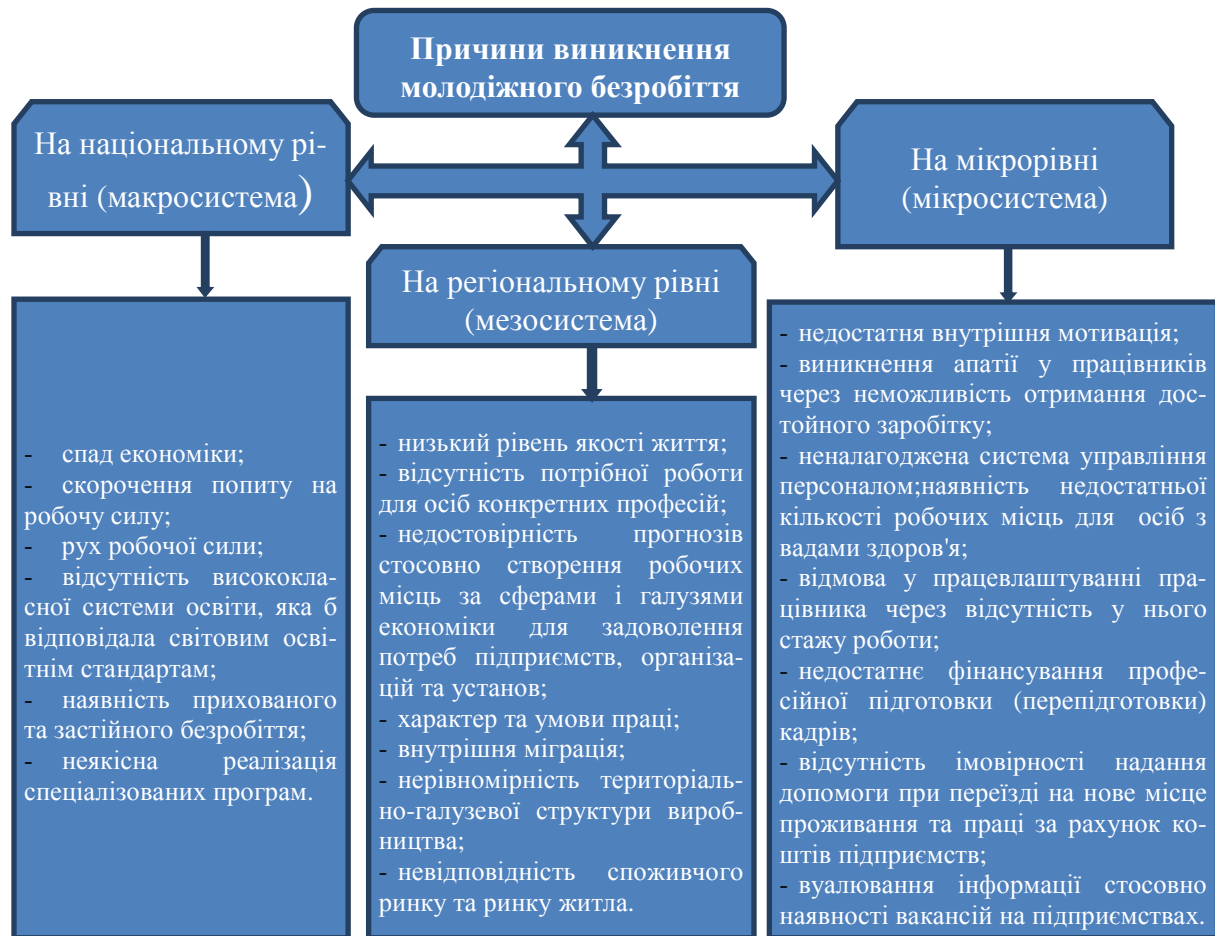 Причини виникнення
молодіжного безробіття
На національному рі-
вні (макросистема)
На мікрорівні
(мікросистема)
На регіональному рівні
(мезосистема)
- спад економіки;
- скорочення попиту на
робочу силу;
- рух робочої сили;
- відсутність висококла-
сної системи освіти, яка б
відповідала світовим осві-
тнім стандартам;
- наявність прихованого
та застійного безробіття;
- неякісна реалізація
спеціалізованих програм.
- низький рівень якості життя;
- відсутність потрібної роботи
для осіб конкретних професій;
- недостовірність прогнозів
стосовно створення робочих
місць за сферами і галузями
економіки для задоволення
потреб підприємств, організа-
цій та установ;
- характер та умови праці;
- внутрішня міграція;
- нерівномірність територіаль-
но-галузевої структури вироб-
ництва;
- невідповідність споживчого
ринку та ринку житла.
- недостатня внутрішня мотивація;
- виникнення апатії у працівників
через неможливість отримання дос-
тойного заробітку;
- неналагоджена система управління
персоналом;наявність недостатньої
кількості робочих місць для осіб з
вадами здоров'я;
- відмова у працевлаштуванні пра-
цівника через відсутність у нього
стажу роботи;
- недостатнє фінансування профе-
сійної підготовки (перепідготовки)
кадрів;
- відсутність імовірності надання
допомоги при переїзді на нове місце
проживання та праці за рахунок ко-
штів підприємств;
- вуалювання інформації стосовно
наявності вакансій на підприємствах.